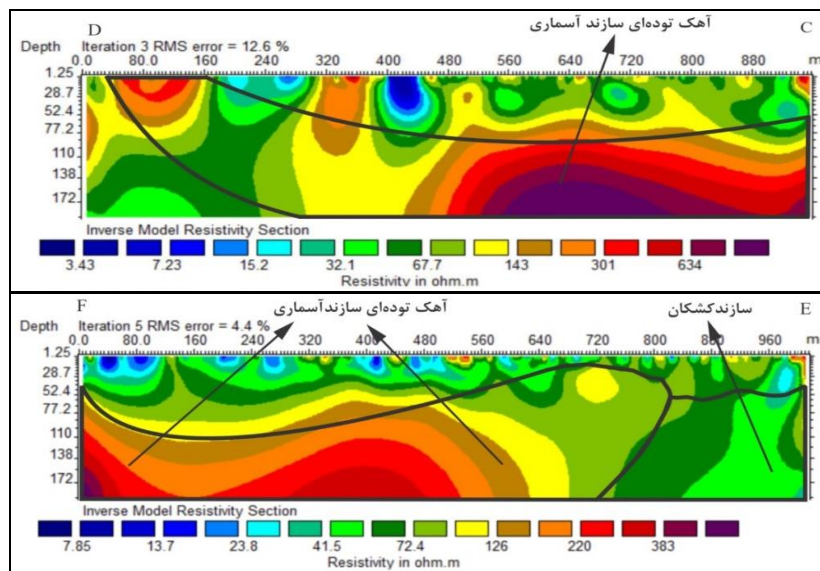 آهک توده‌ای سازند آسماری
D C
Depth Iteration 3 RMS error = 12.6 %
0.0 80.0 160 240 320 400 480 560 640 720 800 880 m.
1.25
28.7
52.4
77.2
110.
138.
172.
Inverse Model Resistivity Section
3.43 7.23 15.2 32.1 67.7 143 301 634
Resistivity in ohm.m
F آهک توده‌ای سازندآسماری سازندکشکان E
Depth Iteration 5 RMS error = 4.4 %
0.0 80.0 160 240 320 400 480 560 640 720 800 880 960 m.
1.25
28.7
52.4
77.2
110.
138.
172.
Inverse Model Resistivity Section
7.85 13.7 23.8 41.5 72.4 126 220 383
Resistivity in ohm.m